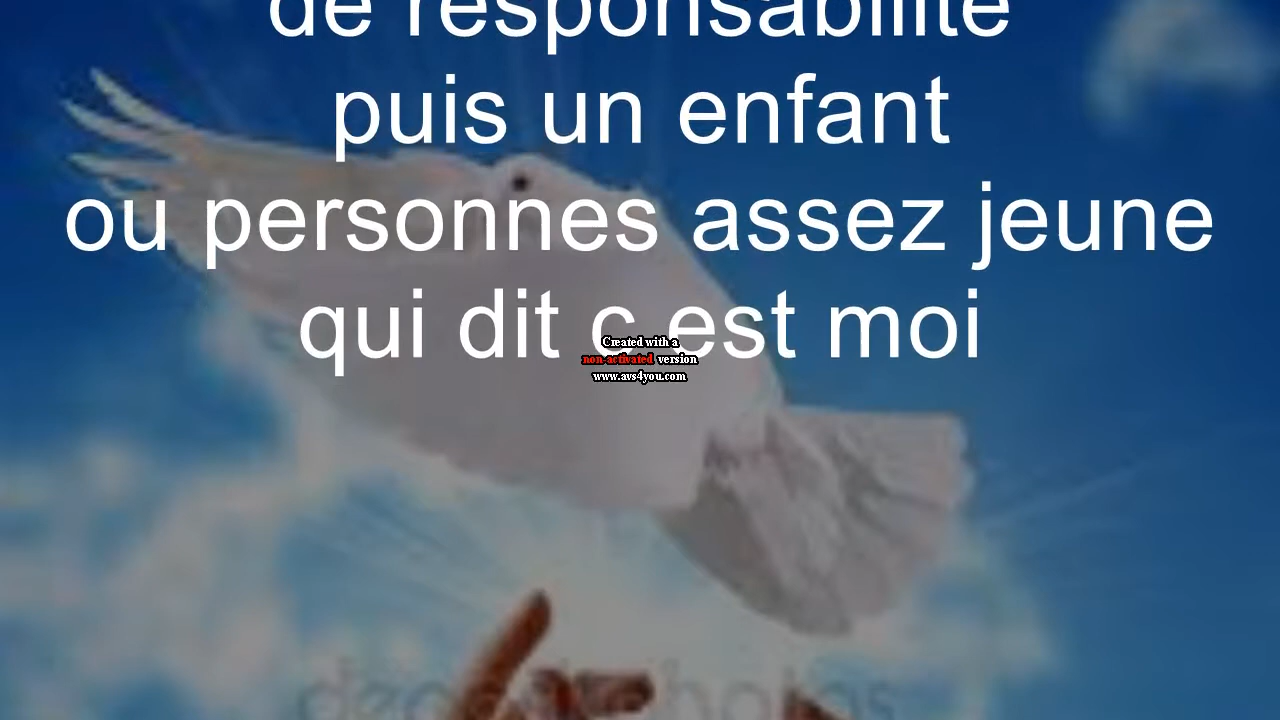 de responsabilité
puis un enfant
ou personnes assez jeune
qui dit c est moi
Created with a
non-activated version
www.avs4you.com
depositphotos